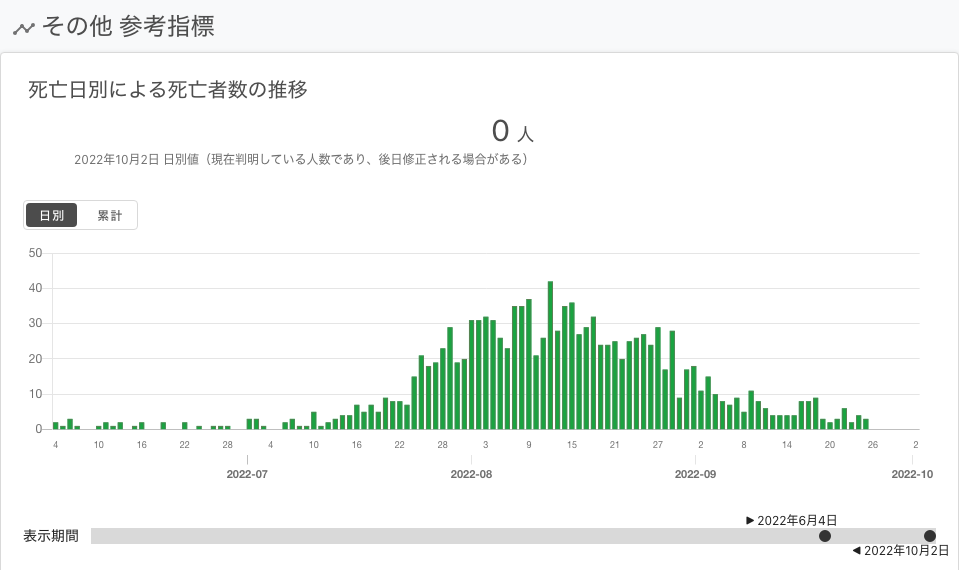 その他 参考指標
死亡日別による死亡者数の推移
0 人
2022年10月2日 日別値（現在判明している人数であり、後日修正される場合がある）
日別 累計
50
40
30
20
10
0
4 10 16 22 28 4 10 16 22 28 3 9 15 21 27 2 8 14 20 26 2
2022-07 2022-08 2022-09 2022-10
▶ 2022年6月4日
表示期間
◀ 2022年10月2日